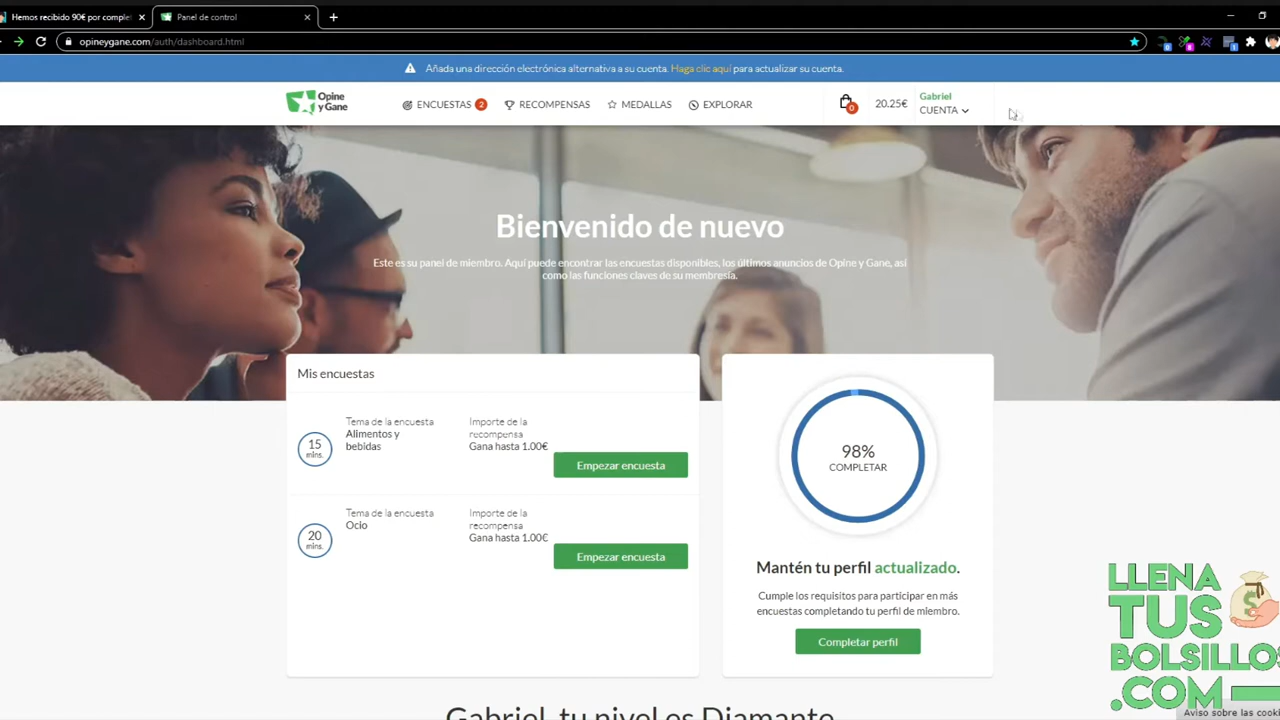 Hemos recibido 90€ por comple
Panel de control
opineygane.com/auth/dashboard.html
Añada una dirección electrónica alternativa a su cuenta. Haga clic aquí para actualizar su cuenta.
Opine y Gane
ENCUESTAS 2
RECOMPENSAS
MEDALLAS
EXPLORAR
0
20.25€
Gabriel
CUENTA
Bienvenido de nuevo
Este es su panel de miembro. Aquí puede encontrar las encuestas disponibles, los últimos anuncios de Opine y Gane, así
como las funciones claves de su membresía.
Mis encuestas
15
mins.
Tema de la encuesta
Alimentos y
bebidas
Importe de la
recompensa
Gana hasta 1.00€
Empezar encuesta
20
mins.
Tema de la encuesta
Ocio
Importe de la
recompensa
Gana hasta 1.00€
Empezar encuesta
98%
COMPLETAR
Mantén tu perfil actualizado.
Cumple los requisitos para participar en más
encuestas completando tu perfil de miembro.
Completar perfil
Gabriel, tu nivel es Diamante
LLENA
TUS
BOLSILLOS
.COM
Aviso sobre las cooki